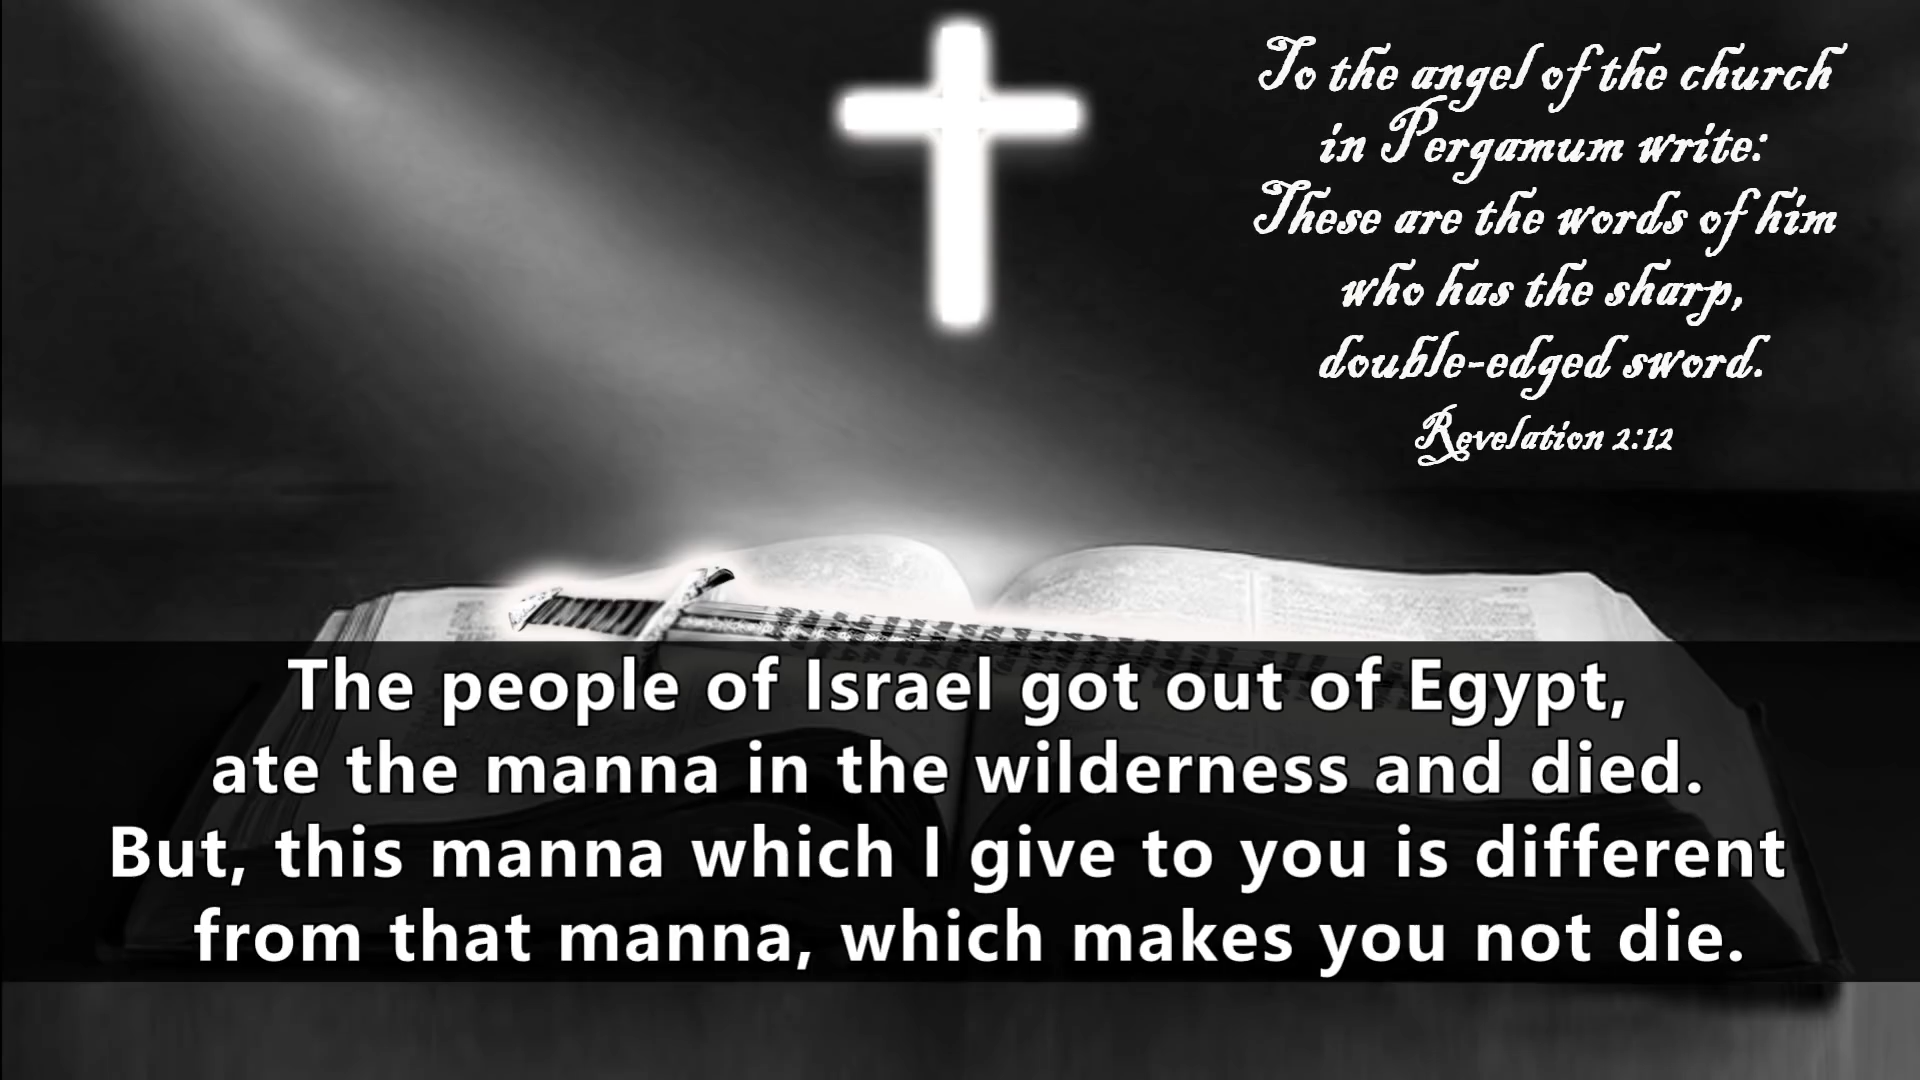 To the angel of the church
in Pergamum write:
These are the words of him
who has the sharp,
double-edged sword.
Revelation 2:12
The people of Israel got out of Egypt,
ate the manna in the wilderness and died.
But, this manna which I give to you is different
from that manna, which makes you not die.